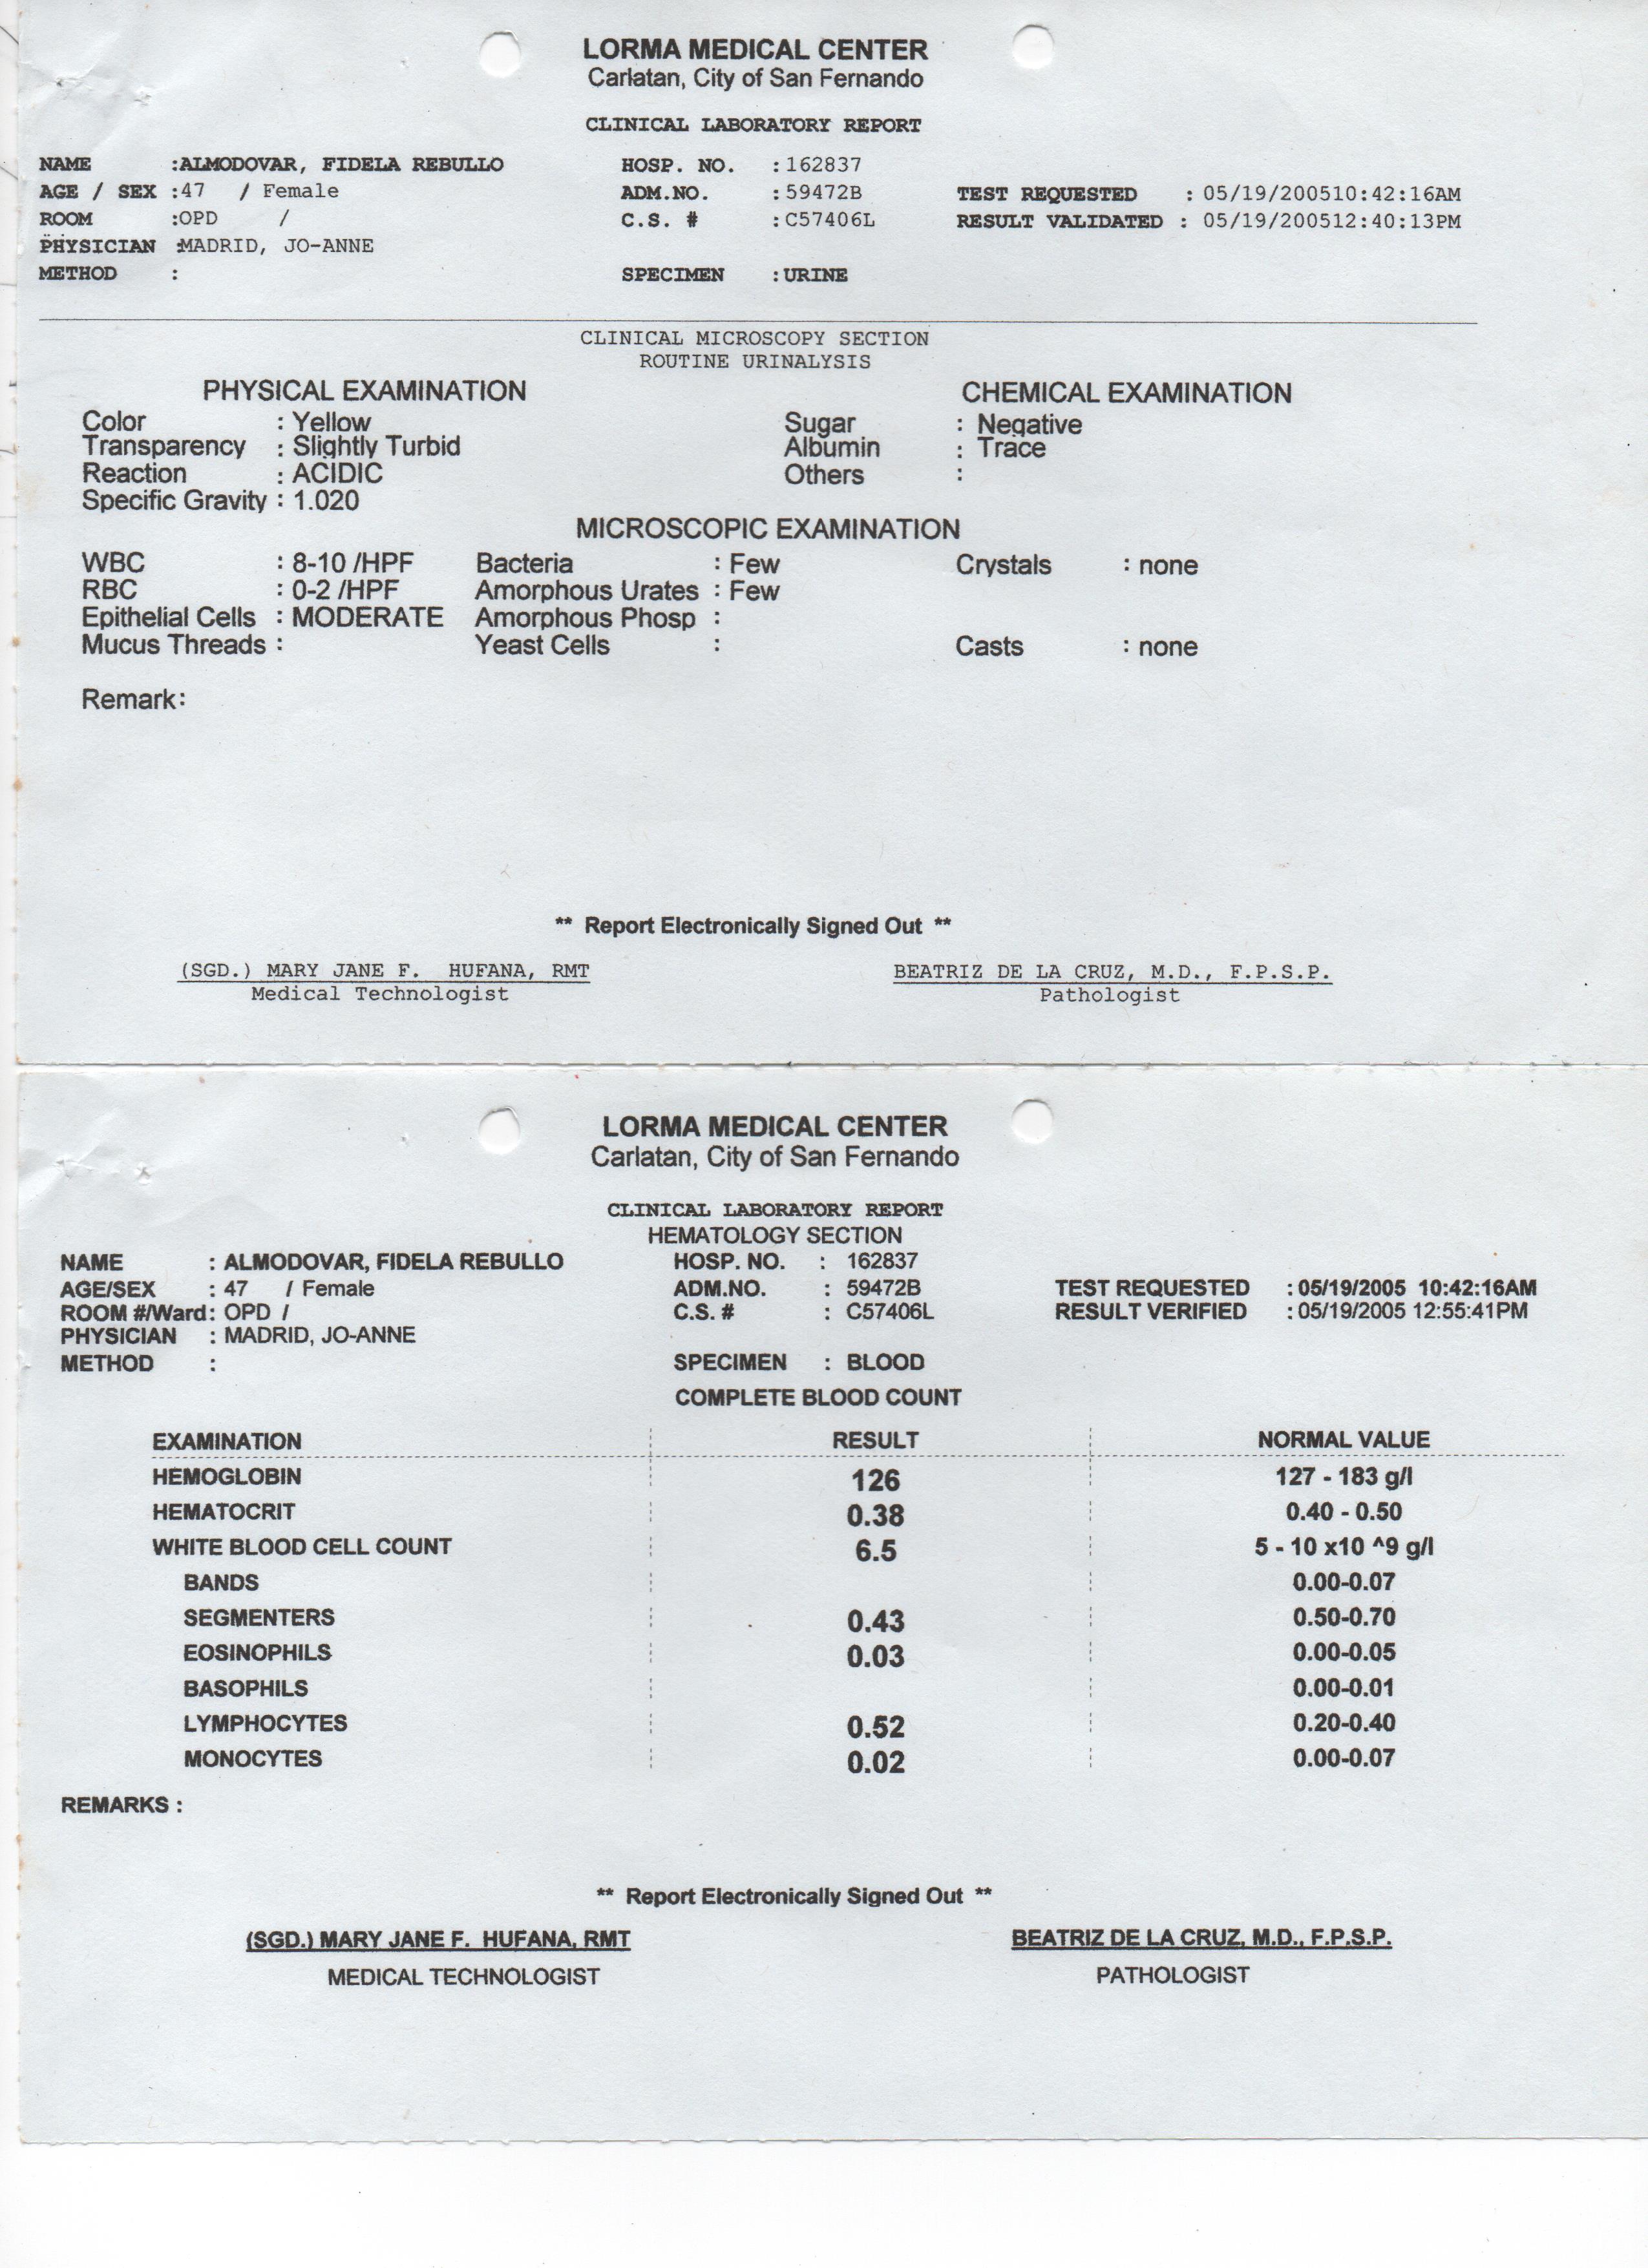 LORMA MEDICAL CENTER
Carlatan, City of San Fernando
CLINICAL LABORATORY REPORT
NAME :ALMODOVAR, FIDELA REBULLO HOSP. NO. :162837
AGE / SEX :47 / Female ADM.NO. :59472B TEST REQUESTED : 05/19/200510:42:16AM
ROOM :OPD / C.S. # :C57406L RESULT VALIDATED : 05/19/200512:40:13PM
PHYSICIAN :MADRID, JO-ANNE
METHOD : SPECIMEN :URINE
CLINICAL MICROSCOPY SECTION
ROUTINE URINALYSIS
PHYSICAL EXAMINATION CHEMICAL EXAMINATION
Color : Yellow Sugar : Negative
Transparency : Slightly Turbid Albumin : Trace
Reaction : ACIDIC Others :
Specific Gravity : 1.020
MICROSCOPIC EXAMINATION
WBC : 8-10 /HPF Bacteria : Few Crystals : none
RBC : 0-2 /HPF Amorphous Urates : Few
Epithelial Cells : MODERATE Amorphous Phosp :
Mucus Threads : Yeast Cells : Casts : none
Remark:
** Report Electronically Signed Out **
(SGD.) MARY JANE F. HUFANA, RMT BEATRIZ DE LA CRUZ, M.D., F.P.S.P.
Medical Technologist Pathologist
LORMA MEDICAL CENTER
Carlatan, City of San Fernando
CLINICAL LABORATORY REPORT
HEMATOLOGY SECTION
NAME : ALMODOVAR, FIDELA REBULLO HOSP. NO. : 162837
AGE/SEX : 47 / Female ADM.NO. : 59472B TEST REQUESTED : 05/19/2005 10:42:16AM
ROOM #/Ward: OPD / C.S. # : C57406L RESULT VERIFIED : 05/19/2005 12:55:41PM
PHYSICIAN : MADRID, JO-ANNE
METHOD : SPECIMEN : BLOOD
COMPLETE BLOOD COUNT
EXAMINATION RESULT NORMAL VALUE
HEMOGLOBIN 126 127 - 183 g/l
HEMATOCRIT 0.38 0.40 - 0.50
WHITE BLOOD CELL COUNT 6.5 5 - 10 x10 ^9 g/l
BANDS 0.00-0.07
SEGMENTERS 0.43 0.50-0.70
EOSINOPHILS 0.03 0.00-0.05
BASOPHILS 0.00-0.01
LYMPHOCYTES 0.52 0.20-0.40
MONOCYTES 0.02 0.00-0.07
REMARKS :
** Report Electronically Signed Out **
(SGD.) MARY JANE F. HUFANA, RMT BEATRIZ DE LA CRUZ, M.D., F.P.S.P.
MEDICAL TECHNOLOGIST PATHOLOGIST